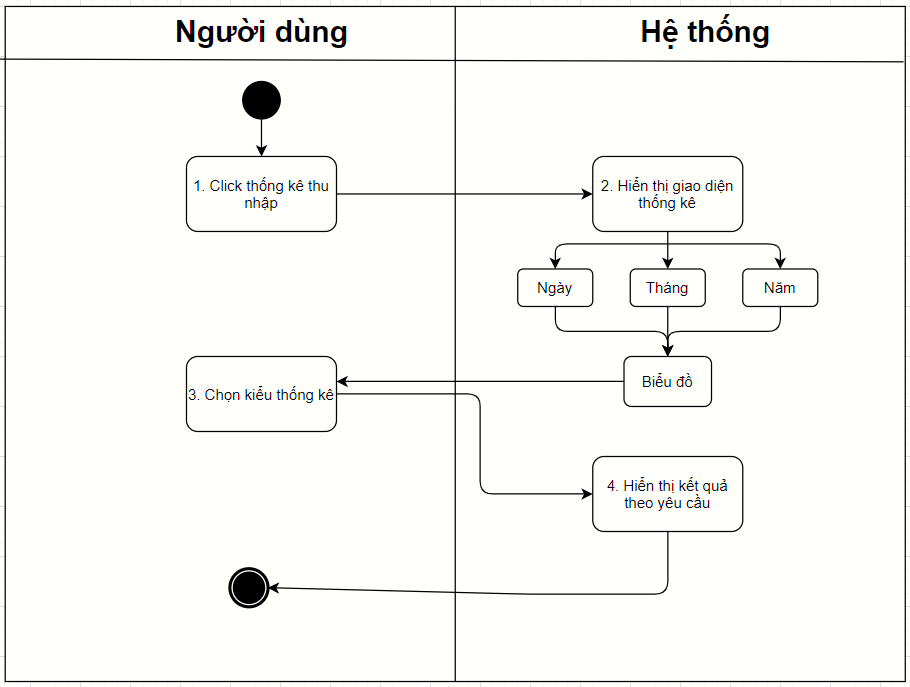 Người dùng
Hệ thống
1. Click thống kê thu
nhập
2. Hiển thị giao diện
thống kê
Ngày
Tháng
Năm
Biểu đồ
3. Chọn kiểu thống kê
4. Hiển thị kết quả
theo yêu cầu